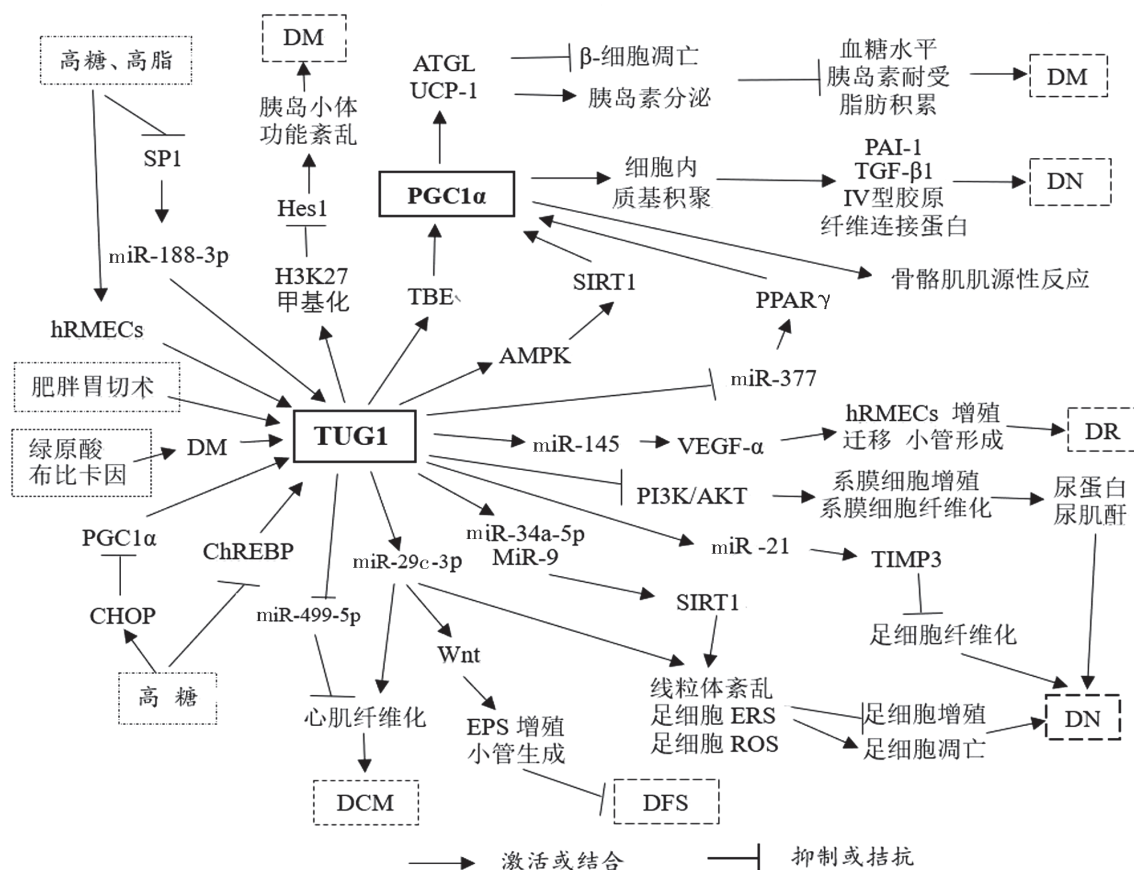 高糖、高脂
DM
ATGL
UCP-1
β-细胞凋亡
胰岛素分泌
血糖水平
胰岛素耐受
脂肪积累
DM
胰岛小体
功能紊乱
SP1
PGC1α
细胞内
质基积聚
PAI-1
TGF-β1
IV型胶原
纤维连接蛋白
DN
Hes1
miR-188-3p
H3K27
甲基化
TBE
SIRT1
骨骼肌肌源性反应
PPARγ
hRMECs
AMPK
miR-377
肥胖胃切术
TUG1
hRMECs 增殖
迁移 小管形成
DR
绿原酸
布比卡因
DM
miR-145
VEGF-α
PI3K/AKT
系膜细胞增殖
系膜细胞纤维化
尿蛋白
尿肌酐
PGC1α
ChREBP
miR-34a-5p
MiR-9
miR -21
TIMP3
miR-29c-3p
CHOP
miR-499-5p
SIRT1
足细胞纤维化
Wnt
高 糖
心肌纤维化
EPS 增殖
小管生成
线粒体紊乱
足细胞 ERS
足细胞 ROS
足细胞增殖
足细胞凋亡
DN
DCM
DFS
激活或结合
抑制或拮抗